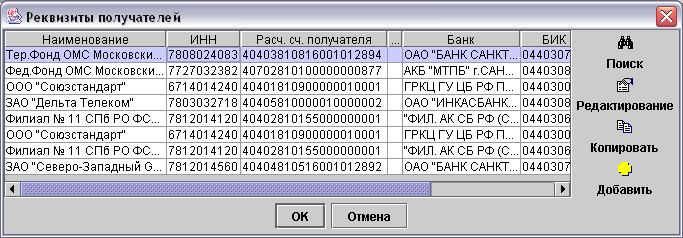 Реквизиты получателей
Наименование ИНН Расч. сч. получателя ... Банк БИК
Тер.Фонд ОМС Московски... 7808024083 40403810816001012894 ОАО "БАНК САНКТ... 0440307
Фед.Фонд ОМС Московски... 7727032382 40702810100000000877 АКБ "МТПБ" г.САН... 0440308
ООО "Союзстандарт" 6714014240 40401810900000010001 ГРКЦ ГУ ЦБ РФ П... 0440300
ЗАО "Дельта Телеком" 7803032718 40405810000010000002 ОАО "ИНКАСБАНК... 0440308
Филиал № 11 СПб РО ФС... 7812014120 40402810155000000001 "ФИЛ. АК СБ РФ (С... 0440306
ООО "Союзстандарт" 6714014240 40401810900000010001 ГРКЦ ГУ ЦБ РФ П... 0440300
Филиал № 11 СПб РО ФС... 7812014120 40402810155000000001 "ФИЛ. АК СБ РФ (С... 0440306
ЗАО "Северо-Западный G... 7812014560 40404810516001012892 ОАО "БАНК САНКТ... 0440307
Поиск
Редактирование
Копировать
Добавить
OK Отмена